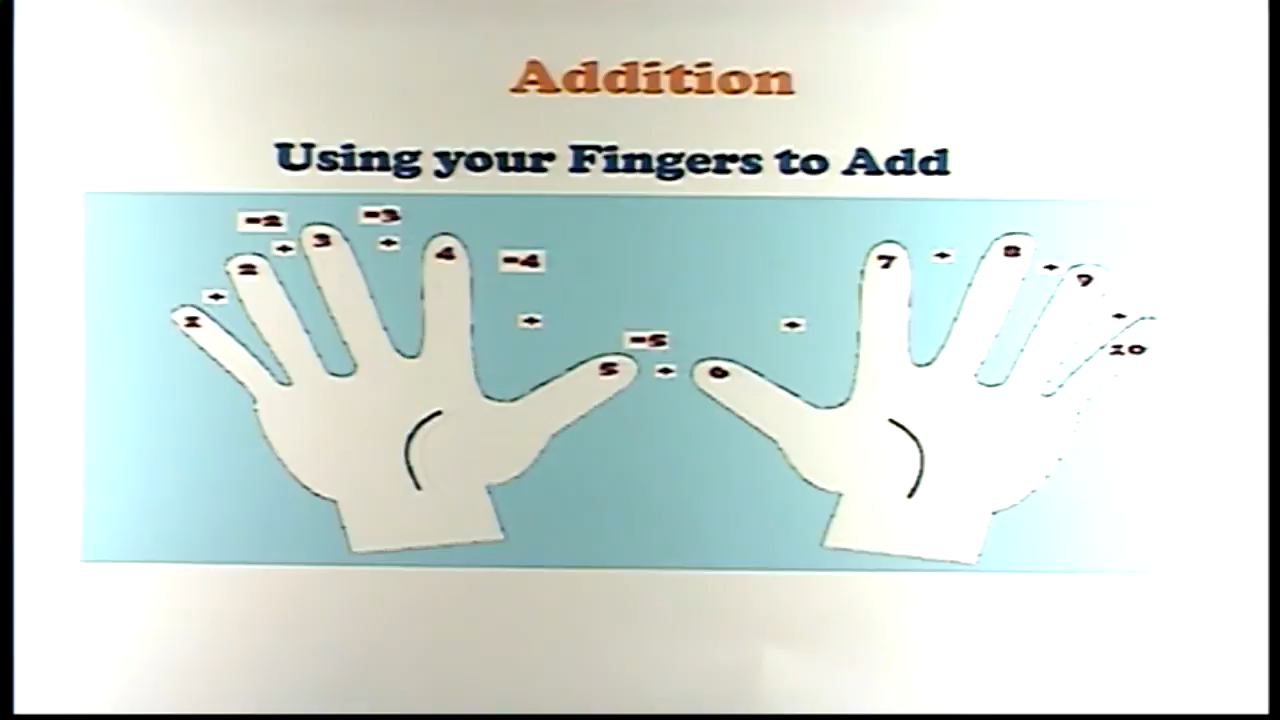 Addition
Using your Fingers to Add
=2 =3
1 + 2 + 3 + 4 =4
+
=5
5 + 6
+
7 + 8 + 9 + 10